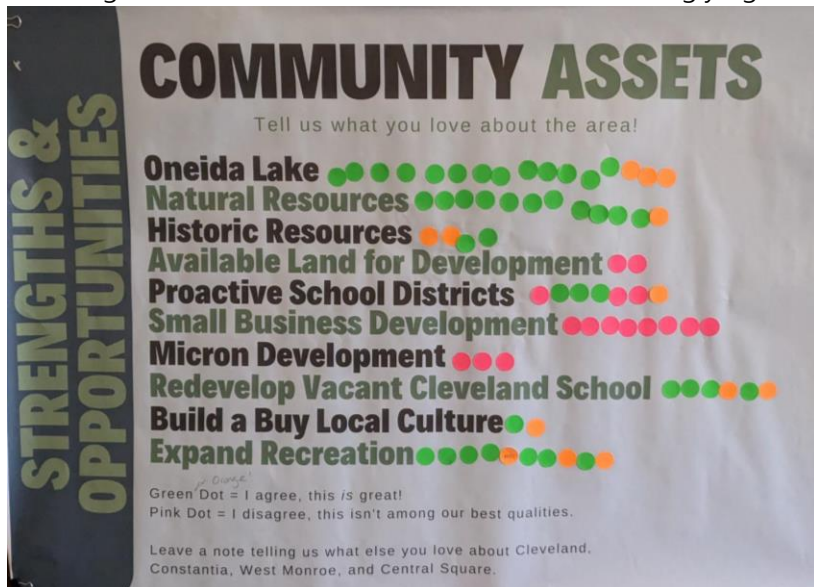 STRENGTHS &
OPPORTUNITIES
COMMUNITY ASSETS
Tell us what you love about the area!
Oneida Lake
Natural Resources
Historic Resources
Available Land for Development
Proactive School Districts
Small Business Development
Micron Development
Redevelop Vacant Cleveland School
Build a Buy Local Culture
Expand Recreation
Orange!
Green Dot = I agree, this is great!
Pink Dot = I disagree, this isn't among our best qualities.
Leave a note telling us what else you love about Cleveland,
Constantia, West Monroe, and Central Square.